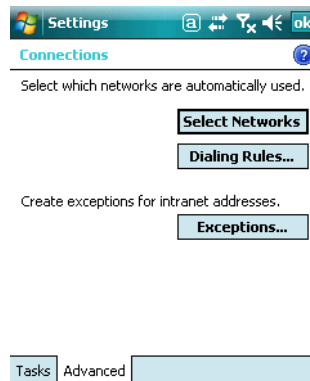 Settings a ok
Connections ?
Select which networks are automatically used.
Select Networks
Dialing Rules...
Create exceptions for intranet addresses.
Exceptions...
Tasks Advanced